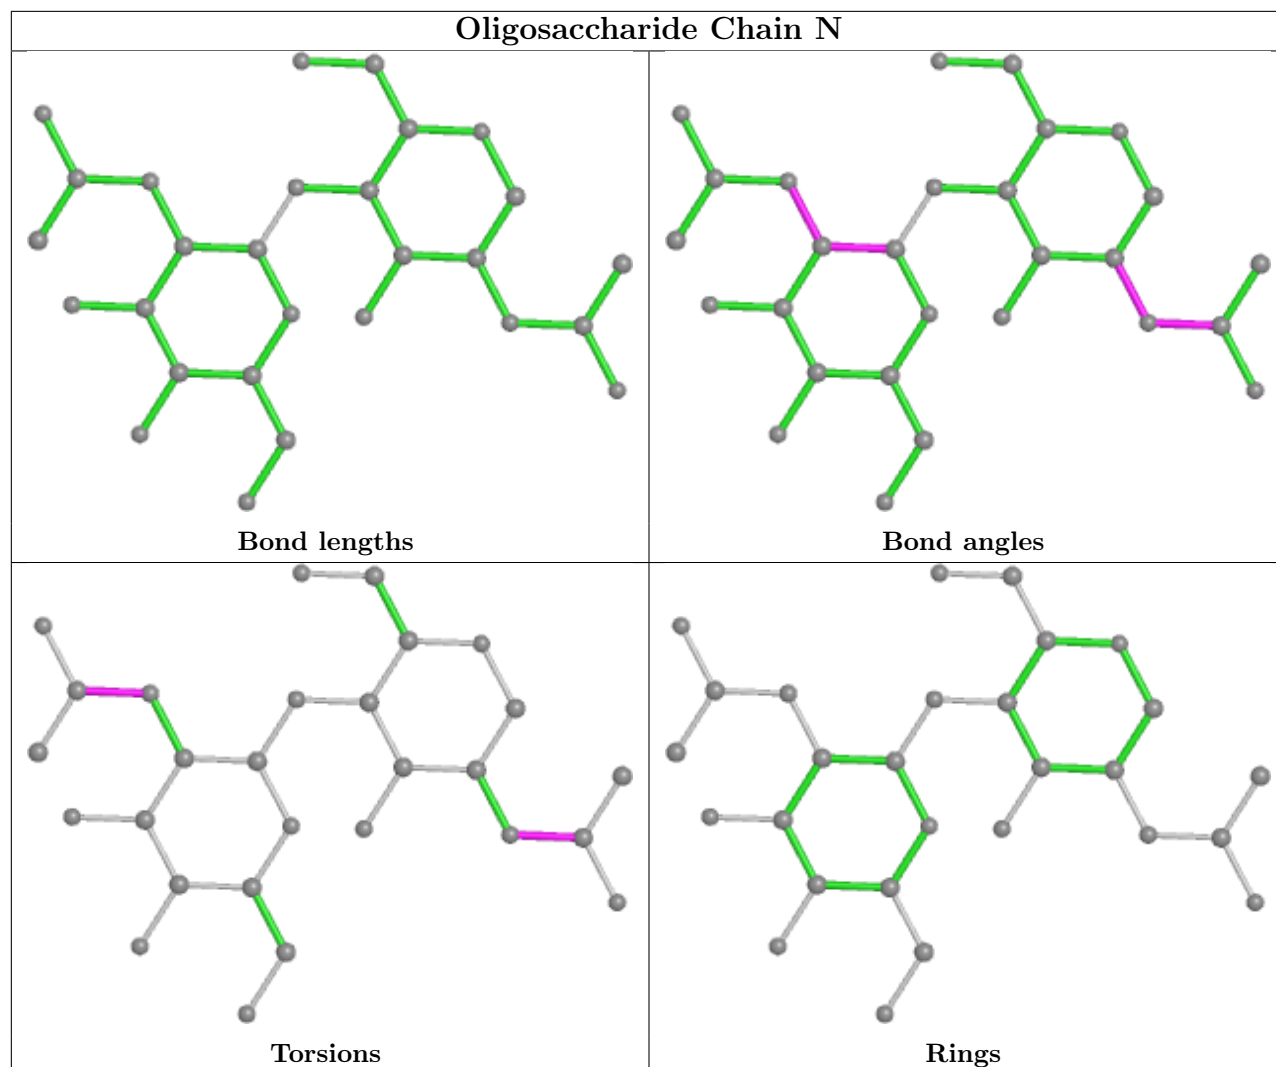 Oligosaccharide Chain N
Bond lengths
Bond angles
Torsions
Rings